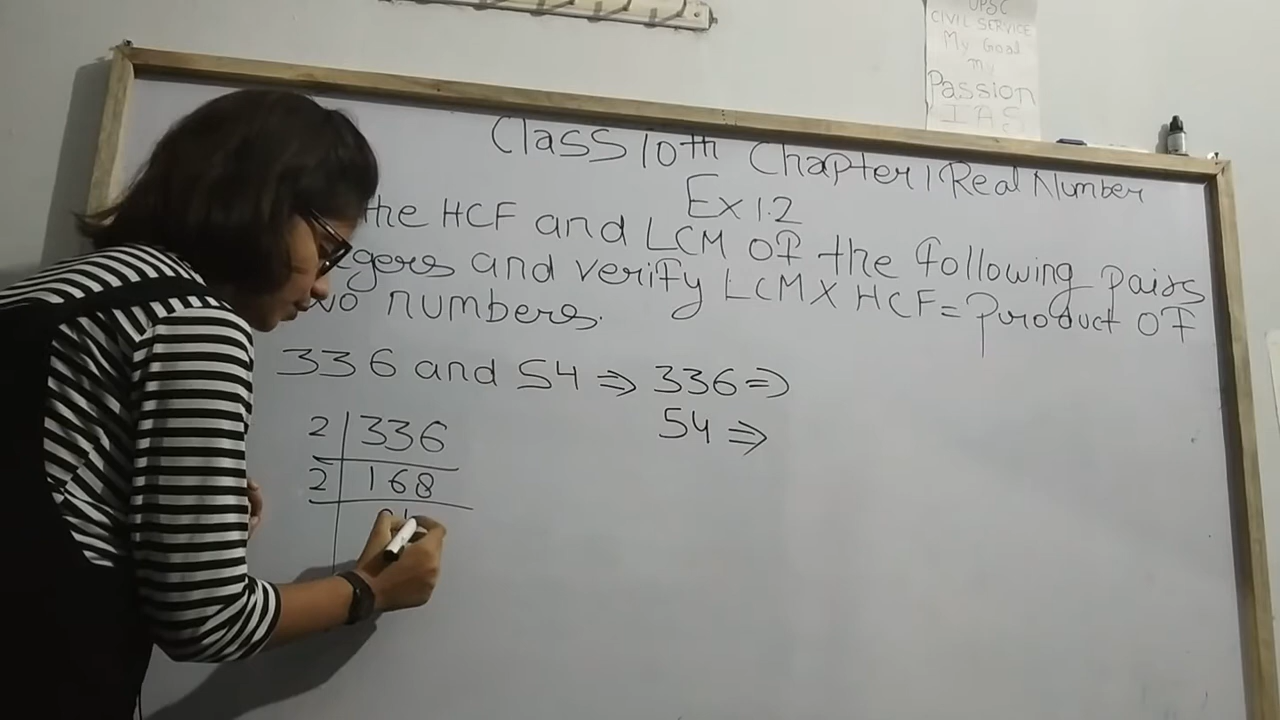 UPSC
CIVIL SERVICE
My Goal
my
Passion
IAS
Class 10th Chapter 1 Real Number
Ex 1.2
the HCF and LCM of the following pairs
and verify LCM X HCF = Product of
numbers.
336 and 54 ⇒ 336 ⇒
54 ⇒
2 | 336
2 | 168